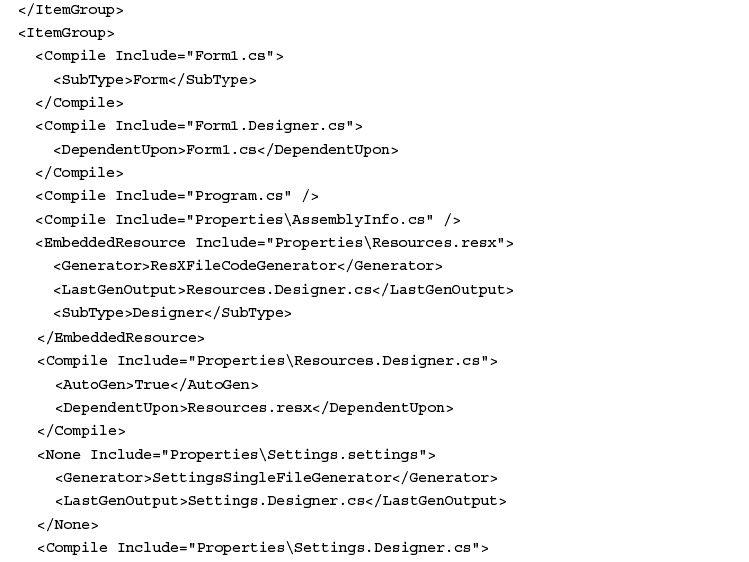 </ItemGroup>
<ItemGroup>
<Compile Include="Form1.cs">
<SubType>Form</SubType>
</Compile>
<Compile Include="Form1.Designer.cs">
<DependentUpon>Form1.cs</DependentUpon>
</Compile>
<Compile Include="Program.cs" />
<Compile Include="Properties\AssemblyInfo.cs" />
<EmbeddedResource Include="Properties\Resources.resx">
<Generator>ResXFileCodeGenerator</Generator>
<LastGenOutput>Resources.Designer.cs</LastGenOutput>
<SubType>Designer</SubType>
</EmbeddedResource>
<Compile Include="Properties\Resources.Designer.cs">
<AutoGen>True</AutoGen>
<DependentUpon>Resources.resx</DependentUpon>
</Compile>
<None Include="Properties\Settings.settings">
<Generator>SettingsSingleFileGenerator</Generator>
<LastGenOutput>Settings.Designer.cs</LastGenOutput>
</None>
<Compile Include="Properties\Settings.Designer.cs">